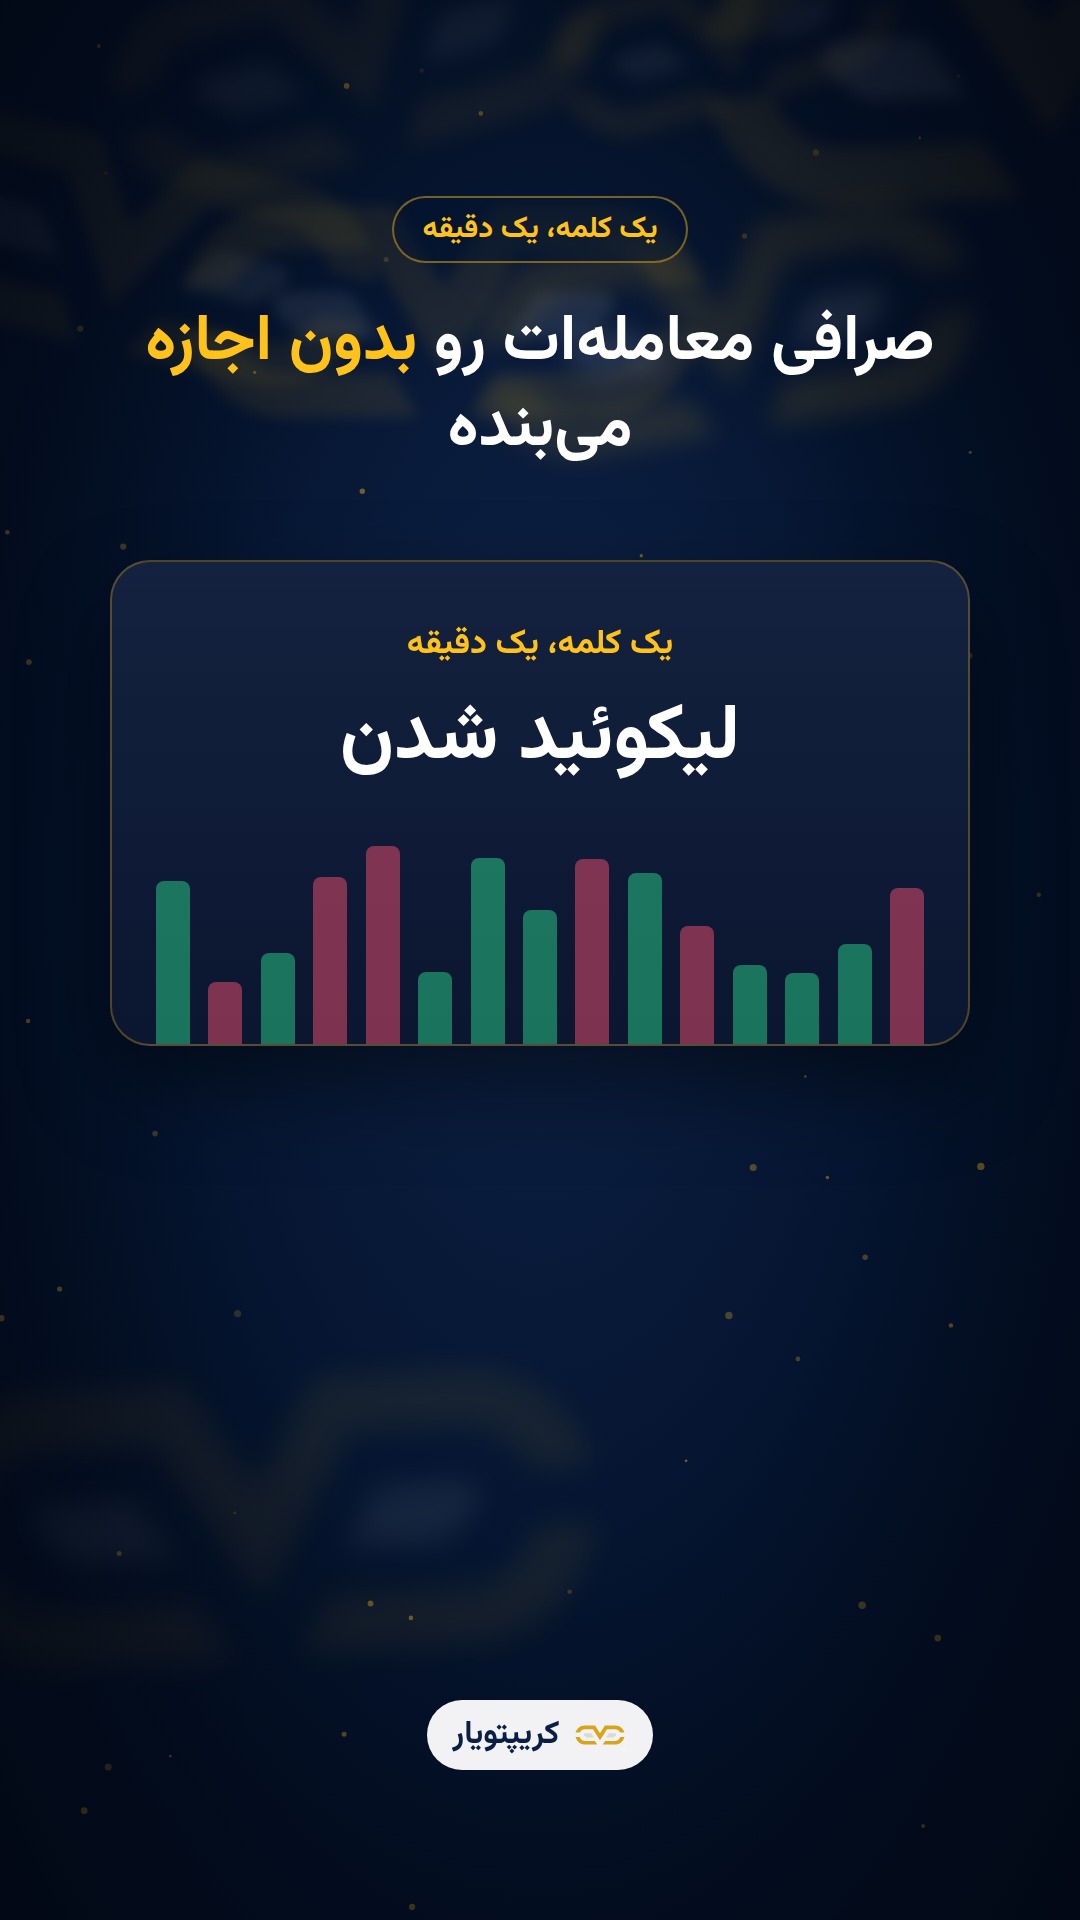 یک کلمه، یک دقیقه
صرافی معامله‌ات رو بدون اجازه
می‌بنده
یک کلمه، یک دقیقه
لیکوئید شدن
کریپتویار